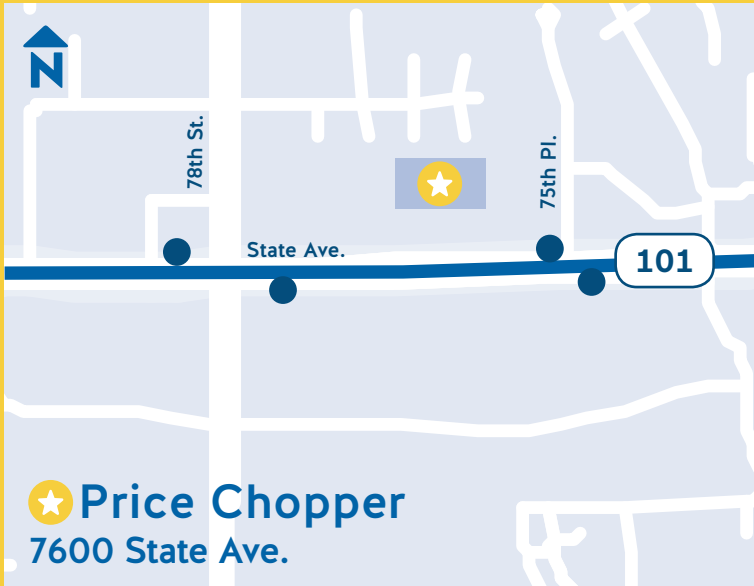 N
78th St.
75th Pl.
State Ave.
101
Price Chopper
7600 State Ave.